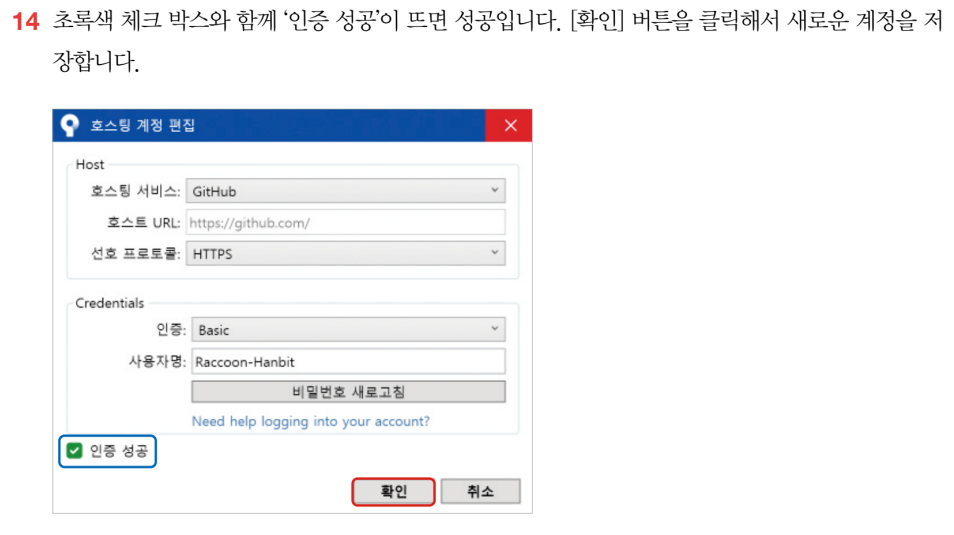 14 초록색 체크 박스와 함께 ‘인증 성공’이 뜨면 성공입니다. [확인] 버튼을 클릭해서 새로운 계정을 저
장합니다.
호스팅 계정 편집
Host
호스팅 서비스: GitHub
호스트 URL: https://github.com/
선호 프로토콜: HTTPS
Credentials
인증: Basic
사용자명: Raccoon-Hanbit
비밀번호 새로고침
Need help logging into your account?
인증 성공
확인 취소